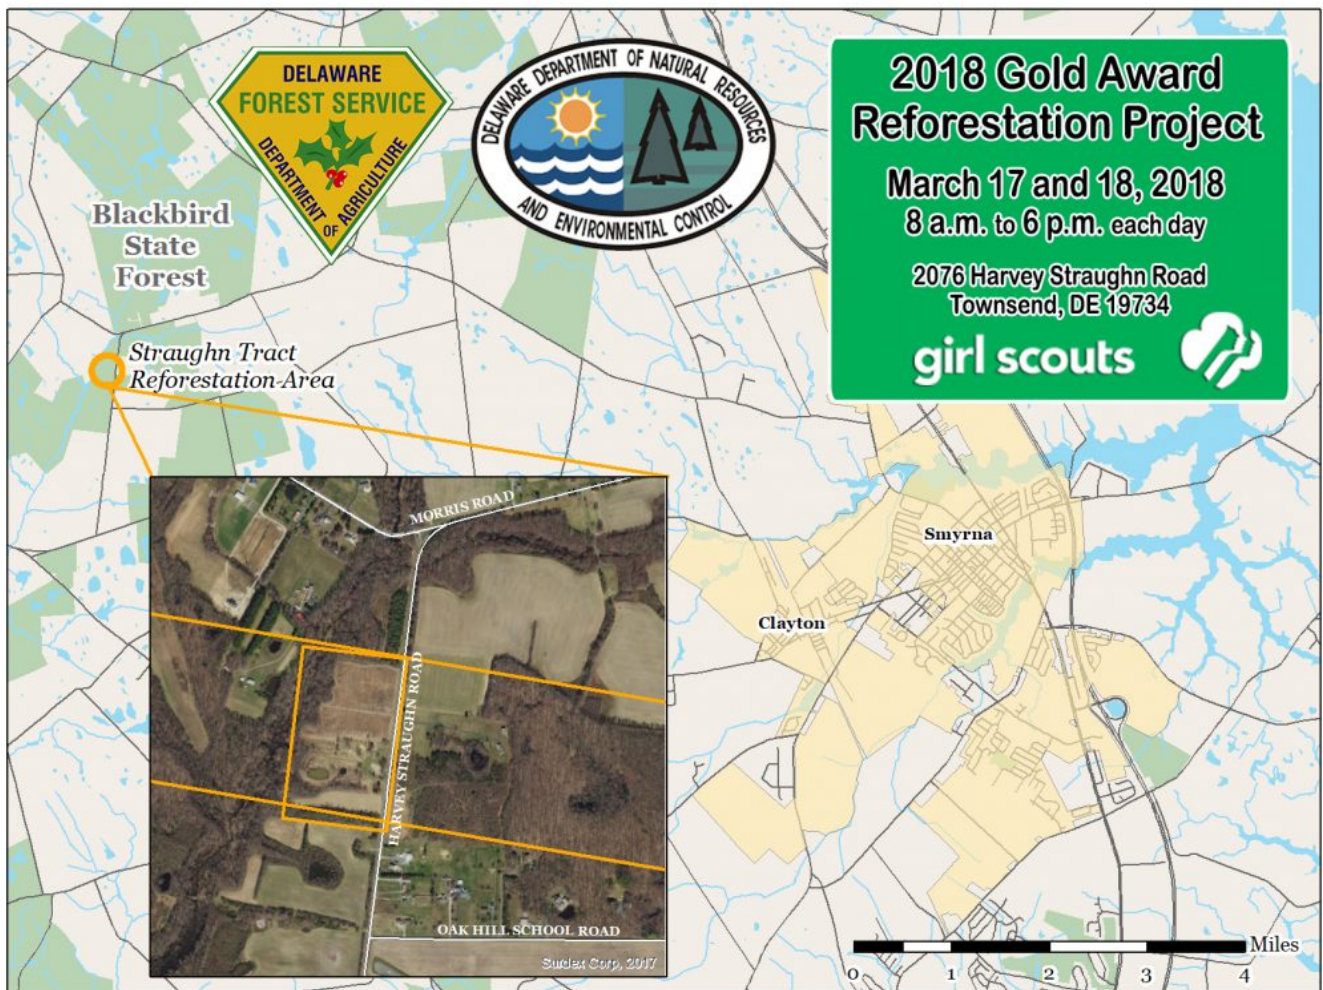 DELAWARE
FOREST SERVICE
DEPARTMENT
OF
AGRICULTURE
DELAWARE DEPARTMENT OF NATURAL RESOURCES
AND ENVIRONMENTAL CONTROL
2018 Gold Award
Reforestation Project
March 17 and 18, 2018
8 a.m. to 6 p.m. each day
2076 Harvey Straughn Road
Townsend, DE 19734
girl scouts
Blackbird
State
Forest
Straughn Tract
Reforestation Area
MORRIS ROAD
HARVEY STRAUGHN ROAD
OAK HILL SCHOOL ROAD
Surdex Corp, 2017
Smyrna
Clayton
Miles
0 1 2 3 4